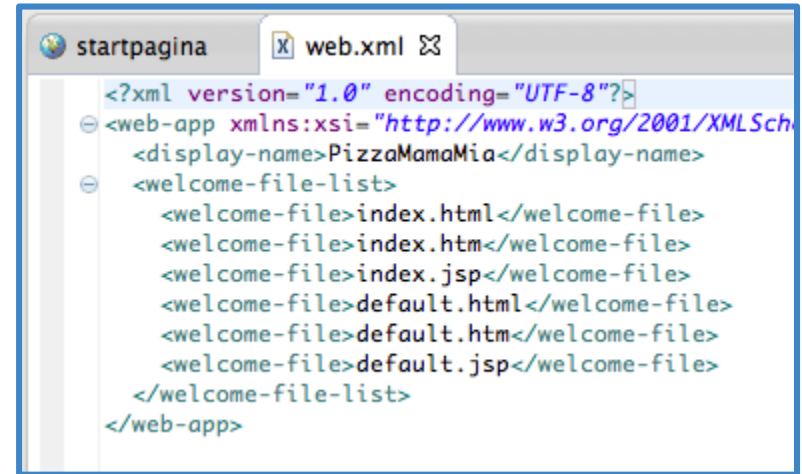 startpagina web.xml
<?xml version="1.0" encoding="UTF-8"?>
<web-app xmlns:xsi="http://www.w3.org/2001/XMLSch
<display-name>PizzaMamaMia</display-name>
<welcome-file-list>
<welcome-file>index.html</welcome-file>
<welcome-file>index.htm</welcome-file>
<welcome-file>index.jsp</welcome-file>
<welcome-file>default.html</welcome-file>
<welcome-file>default.htm</welcome-file>
<welcome-file>default.jsp</welcome-file>
</welcome-file-list>
</web-app>